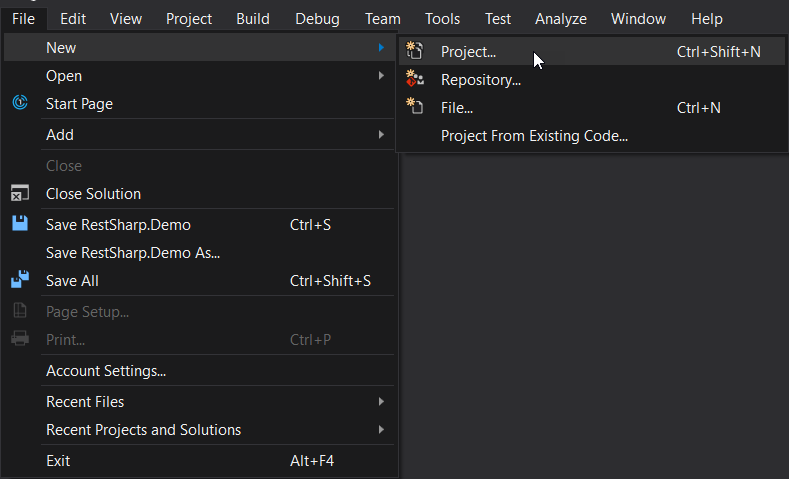 File Edit View Project Build Debug Team Tools Test Analyze Window Help
New
Project... Ctrl+Shift+N
Open
Repository...
Start Page
File... Ctrl+N
Add
Project From Existing Code...
Close
Close Solution
Save RestSharp.Demo Ctrl+S
Save RestSharp.Demo As...
Save All Ctrl+Shift+S
Page Setup...
Print... Ctrl+P
Account Settings...
Recent Files
Recent Projects and Solutions
Exit Alt+F4